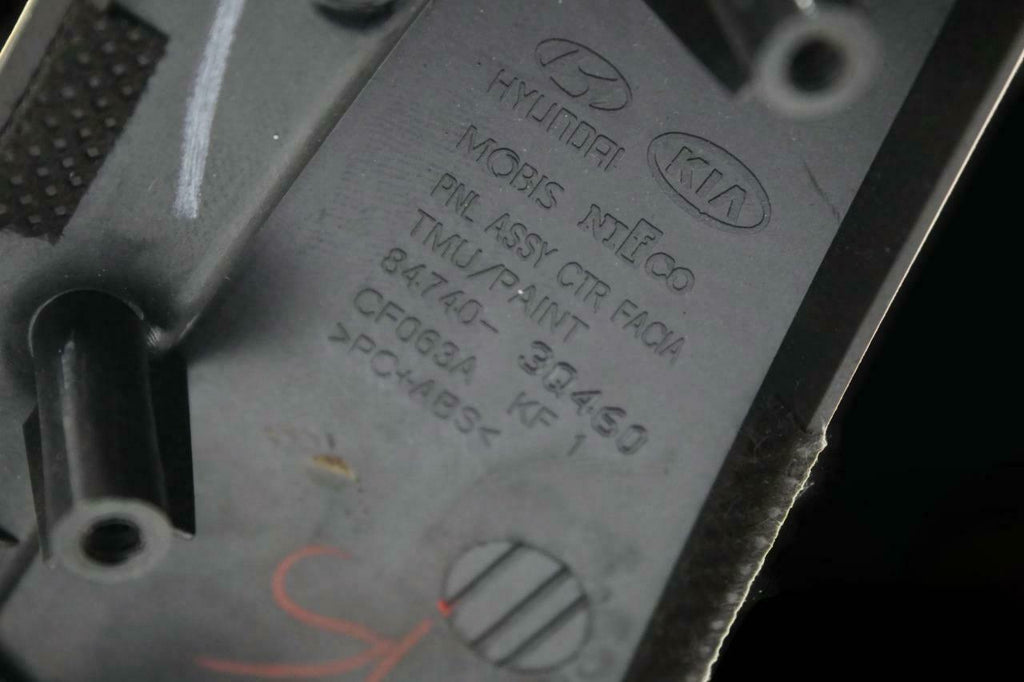 HYUNDAI
KIA
MOBIS NIFCO
PNL ASSY CTR FACIA
TMU/PAINT
84740-3Q460
CF063A KF 1
>PC+ABS<